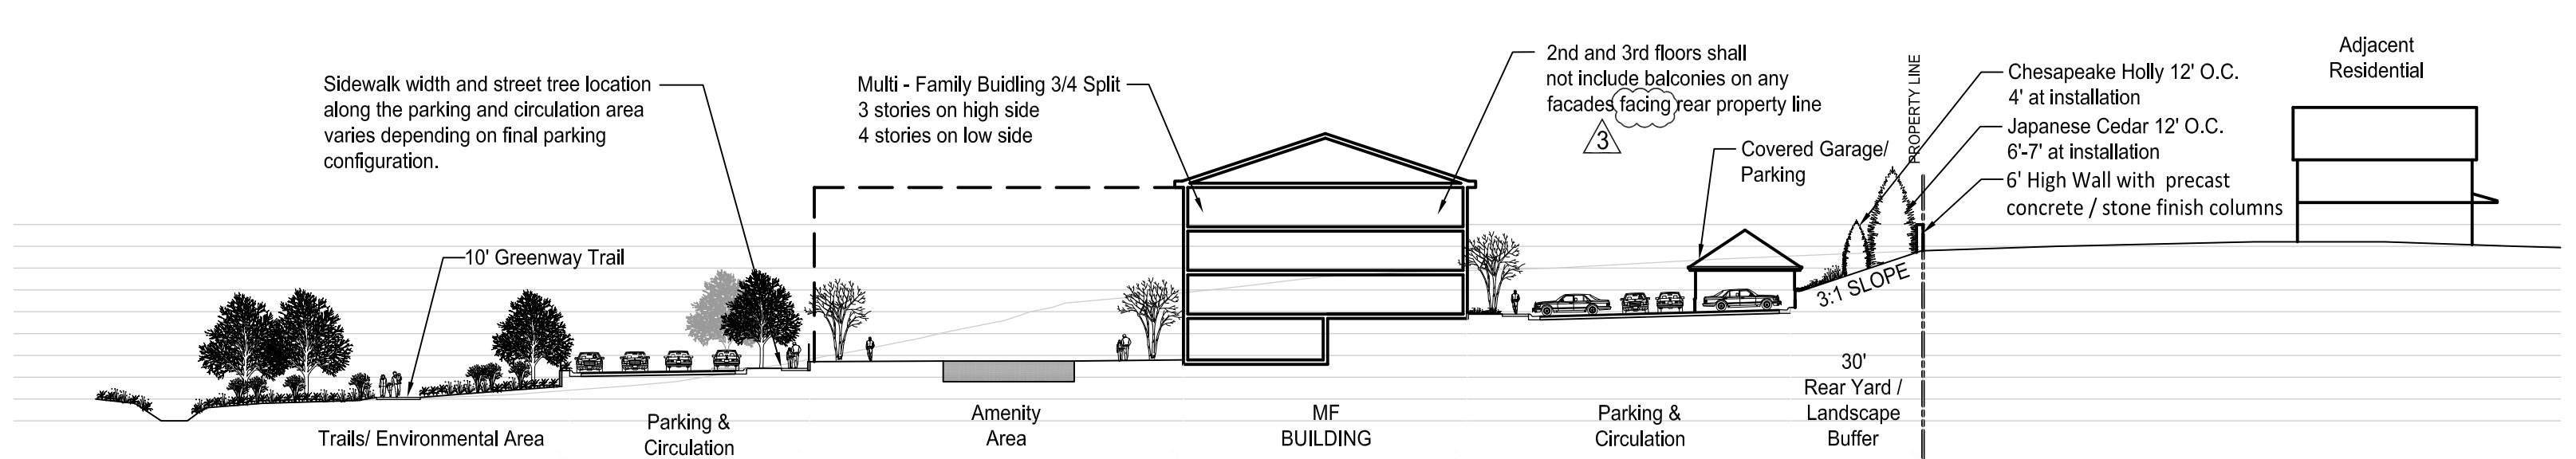 Sidewalk width and street tree location
along the parking and circulation area
varies depending on final parking
configuration.
10' Greenway Trail
Multi - Family Buidling 3/4 Split
3 stories on high side
4 stories on low side
2nd and 3rd floors shall
not include balconies on any
facades facing rear property line
3
Covered Garage/
Parking
PROPERTY LINE
Chesapeake Holly 12' O.C.
4' at installation
Japanese Cedar 12' O.C.
6'-7' at installation
6' High Wall with precast
concrete / stone finish columns
Adjacent
Residential
3:1 SLOPE
Trails/ Environmental Area
Parking &
Circulation
Amenity
Area
MF
BUILDING
Parking &
Circulation
30'
Rear Yard /
Landscape
Buffer